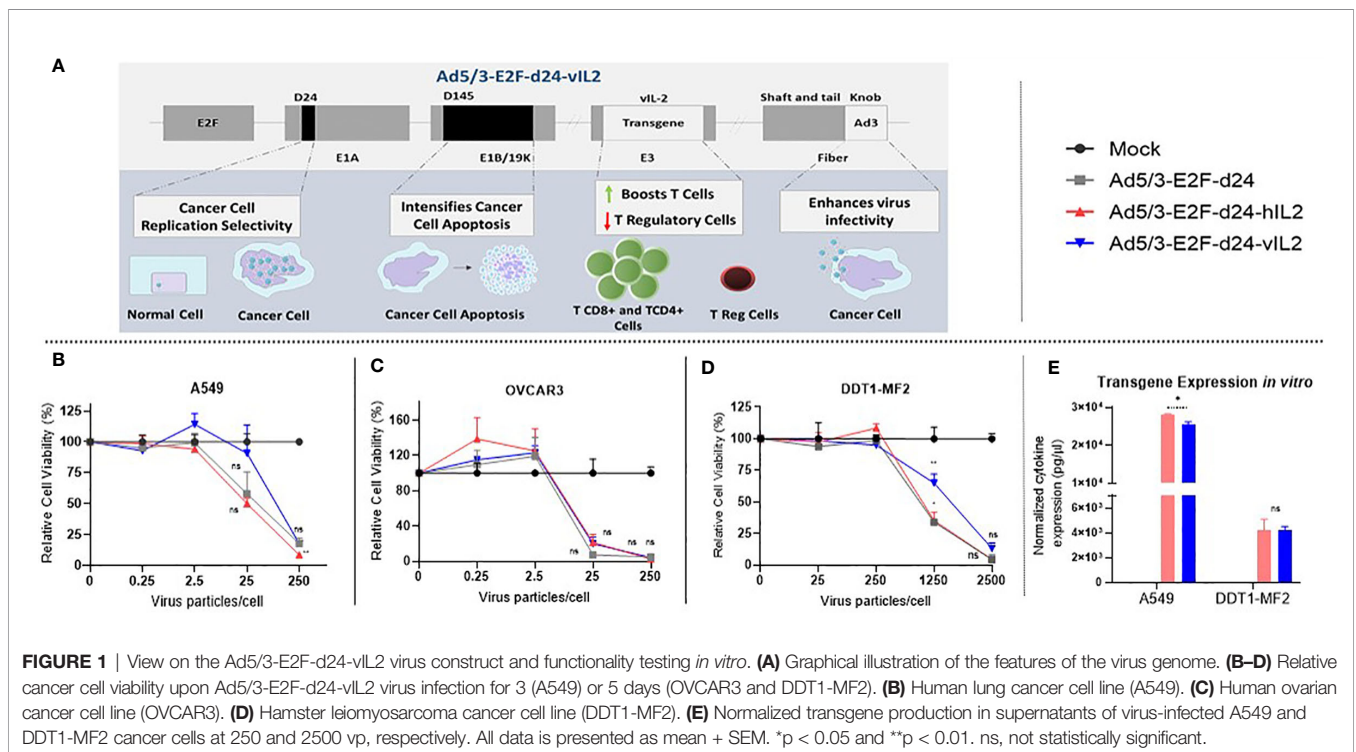 A
Ad5/3-E2F-d24-vIL2
D24
D145
vIL-2
Shaft and tail
Knob
E2F
Transgene
Ad3
E1A
E1B/19K
E3
Fiber
Cancer Cell
Replication Selectivity
Intensifies Cancer
Cell Apoptosis
Boosts T Cells
T Regulatory Cells
Enhances virus
infectivity
Normal Cell
Cancer Cell
Cancer Cell Apoptosis
T CD8+ and TCD4+
Cells
T Reg Cells
Cancer Cell
Mock
Ad5/3-E2F-d24
Ad5/3-E2F-d24-hIL2
Ad5/3-E2F-d24-vIL2
B
A549
Relative Cell Viability (%)
125
100
75
50
25
0
ns
ns
ns
**
0
0.25
2.5
25
250
Virus particles/cell
C
OVCAR3
Relative Cell Viability (%)
160
120
80
40
0
ns
ns
ns
ns
0
0.25
2.5
25
250
Virus particles/cell
D
DDT1-MF2
Relative Cell Viability (%)
125
100
75
50
25
0
**
*
ns
ns
0
25
250
1250
2500
Virus particles/cell
E
Transgene Expression in vitro
Normalized cytokine
expression (pg/µl)
3×10⁴
2×10⁴
1×10⁴
6×10³
4×10³
2×10³
0
*
ns
A549
DDT1-MF2
FIGURE 1 | View on the Ad5/3-E2F-d24-vIL2 virus construct and functionality testing in vitro. (A) Graphical illustration of the features of the virus genome. (B–D) Relative
cancer cell viability upon Ad5/3-E2F-d24-vIL2 virus infection for 3 (A549) or 5 days (OVCAR3 and DDT1-MF2). (B) Human lung cancer cell line (A549). (C) Human ovarian
cancer cell line (OVCAR3). (D) Hamster leiomyosarcoma cancer cell line (DDT1-MF2). (E) Normalized transgene production in supernatants of virus-infected A549 and
DDT1-MF2 cancer cells at 250 and 2500 vp, respectively. All data is presented as mean + SEM. *p < 0.05 and **p < 0.01. ns, not statistically significant.